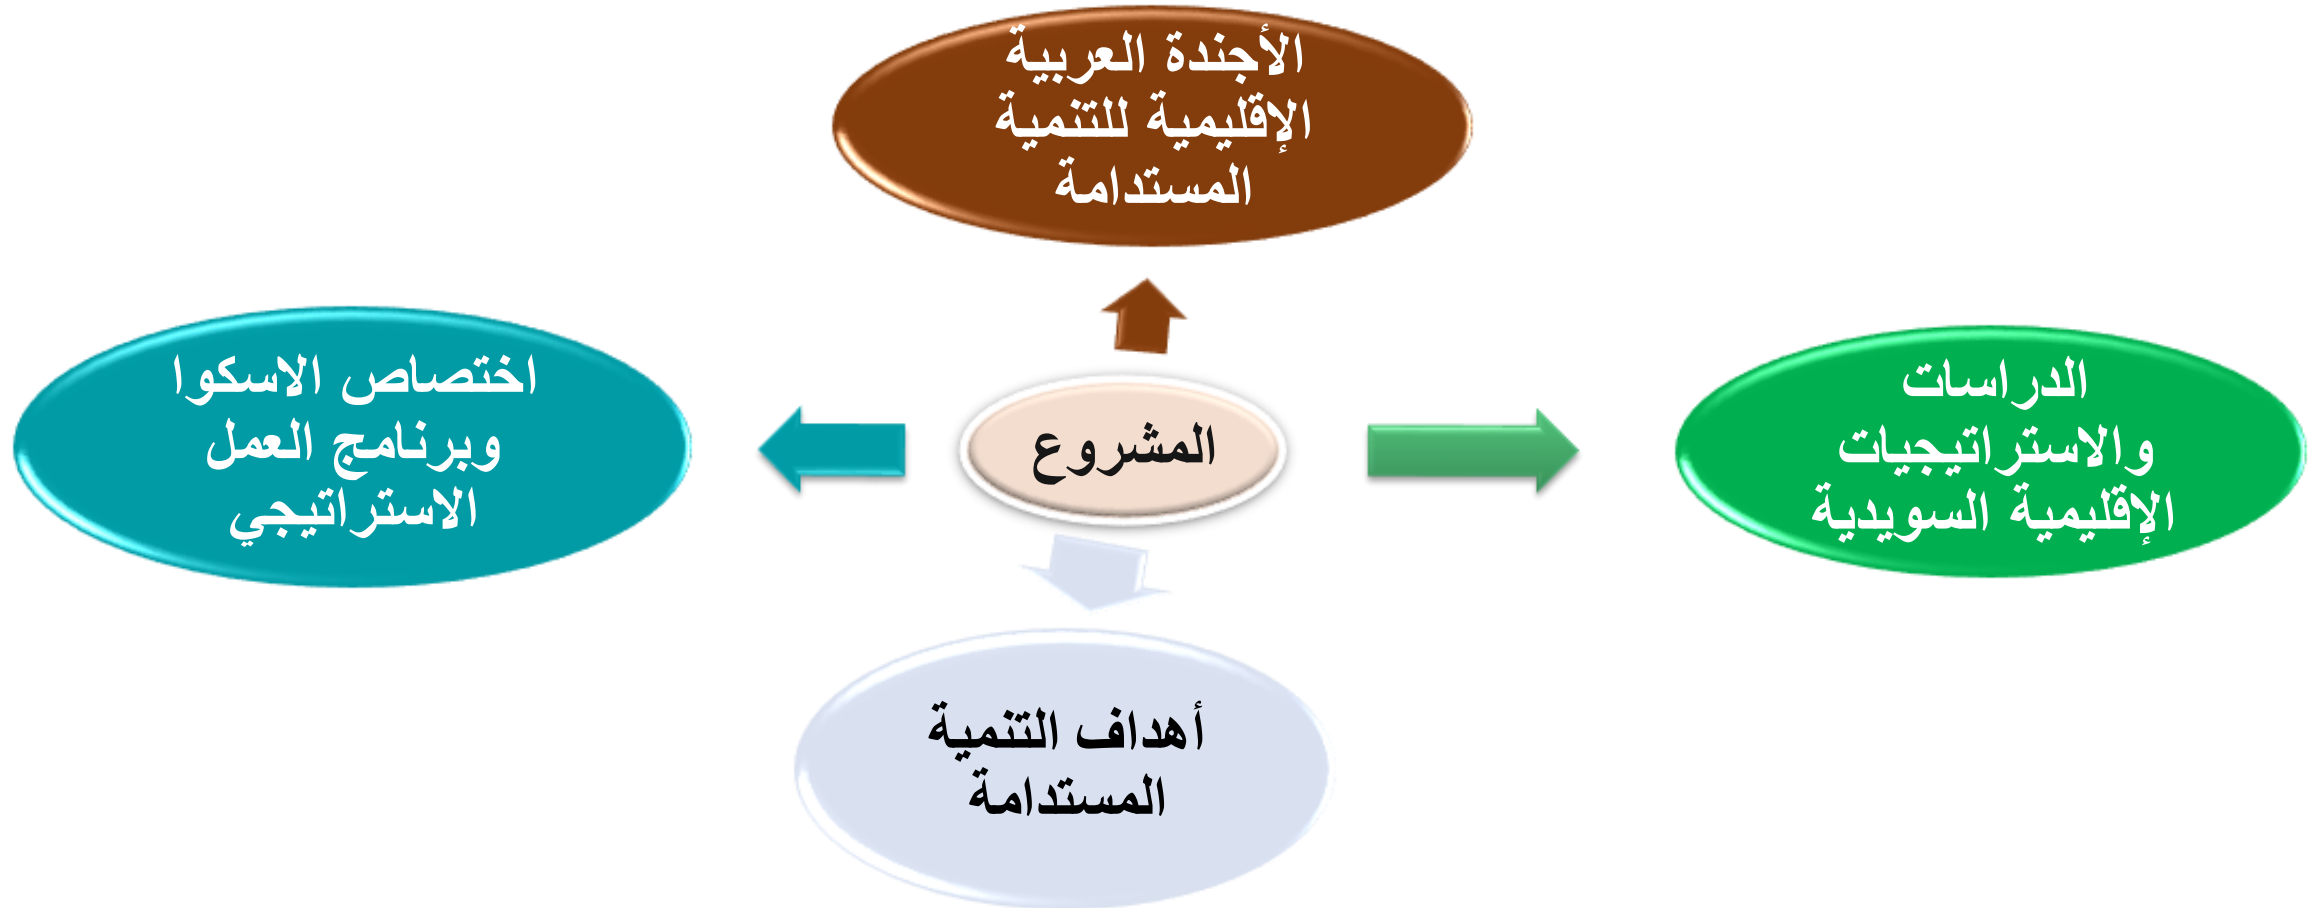 الأجندة العربية
الإقليمية للتنمية
المستدامة
الدراسات
والاستراتيجيات
الإقليمية السويدية
المشروع
اختصاص الاسكوا
وبرنامج العمل
الاستراتيجي
أهداف التنمية
المستدامة